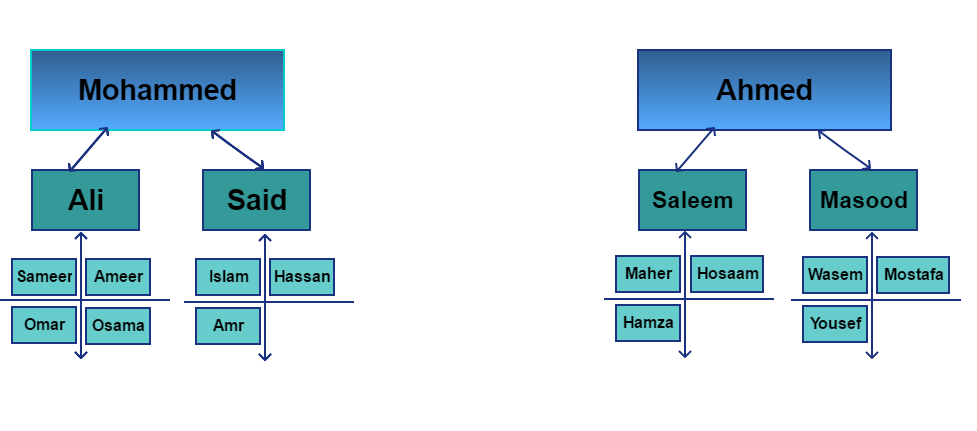 Mohammed
Ahmed
Ali
Said
Saleem
Masood
Sameer
Ameer
Islam
Hassan
Maher
Hosaam
Wasem
Mostafa
Omar
Osama
Amr
Hamza
Yousef